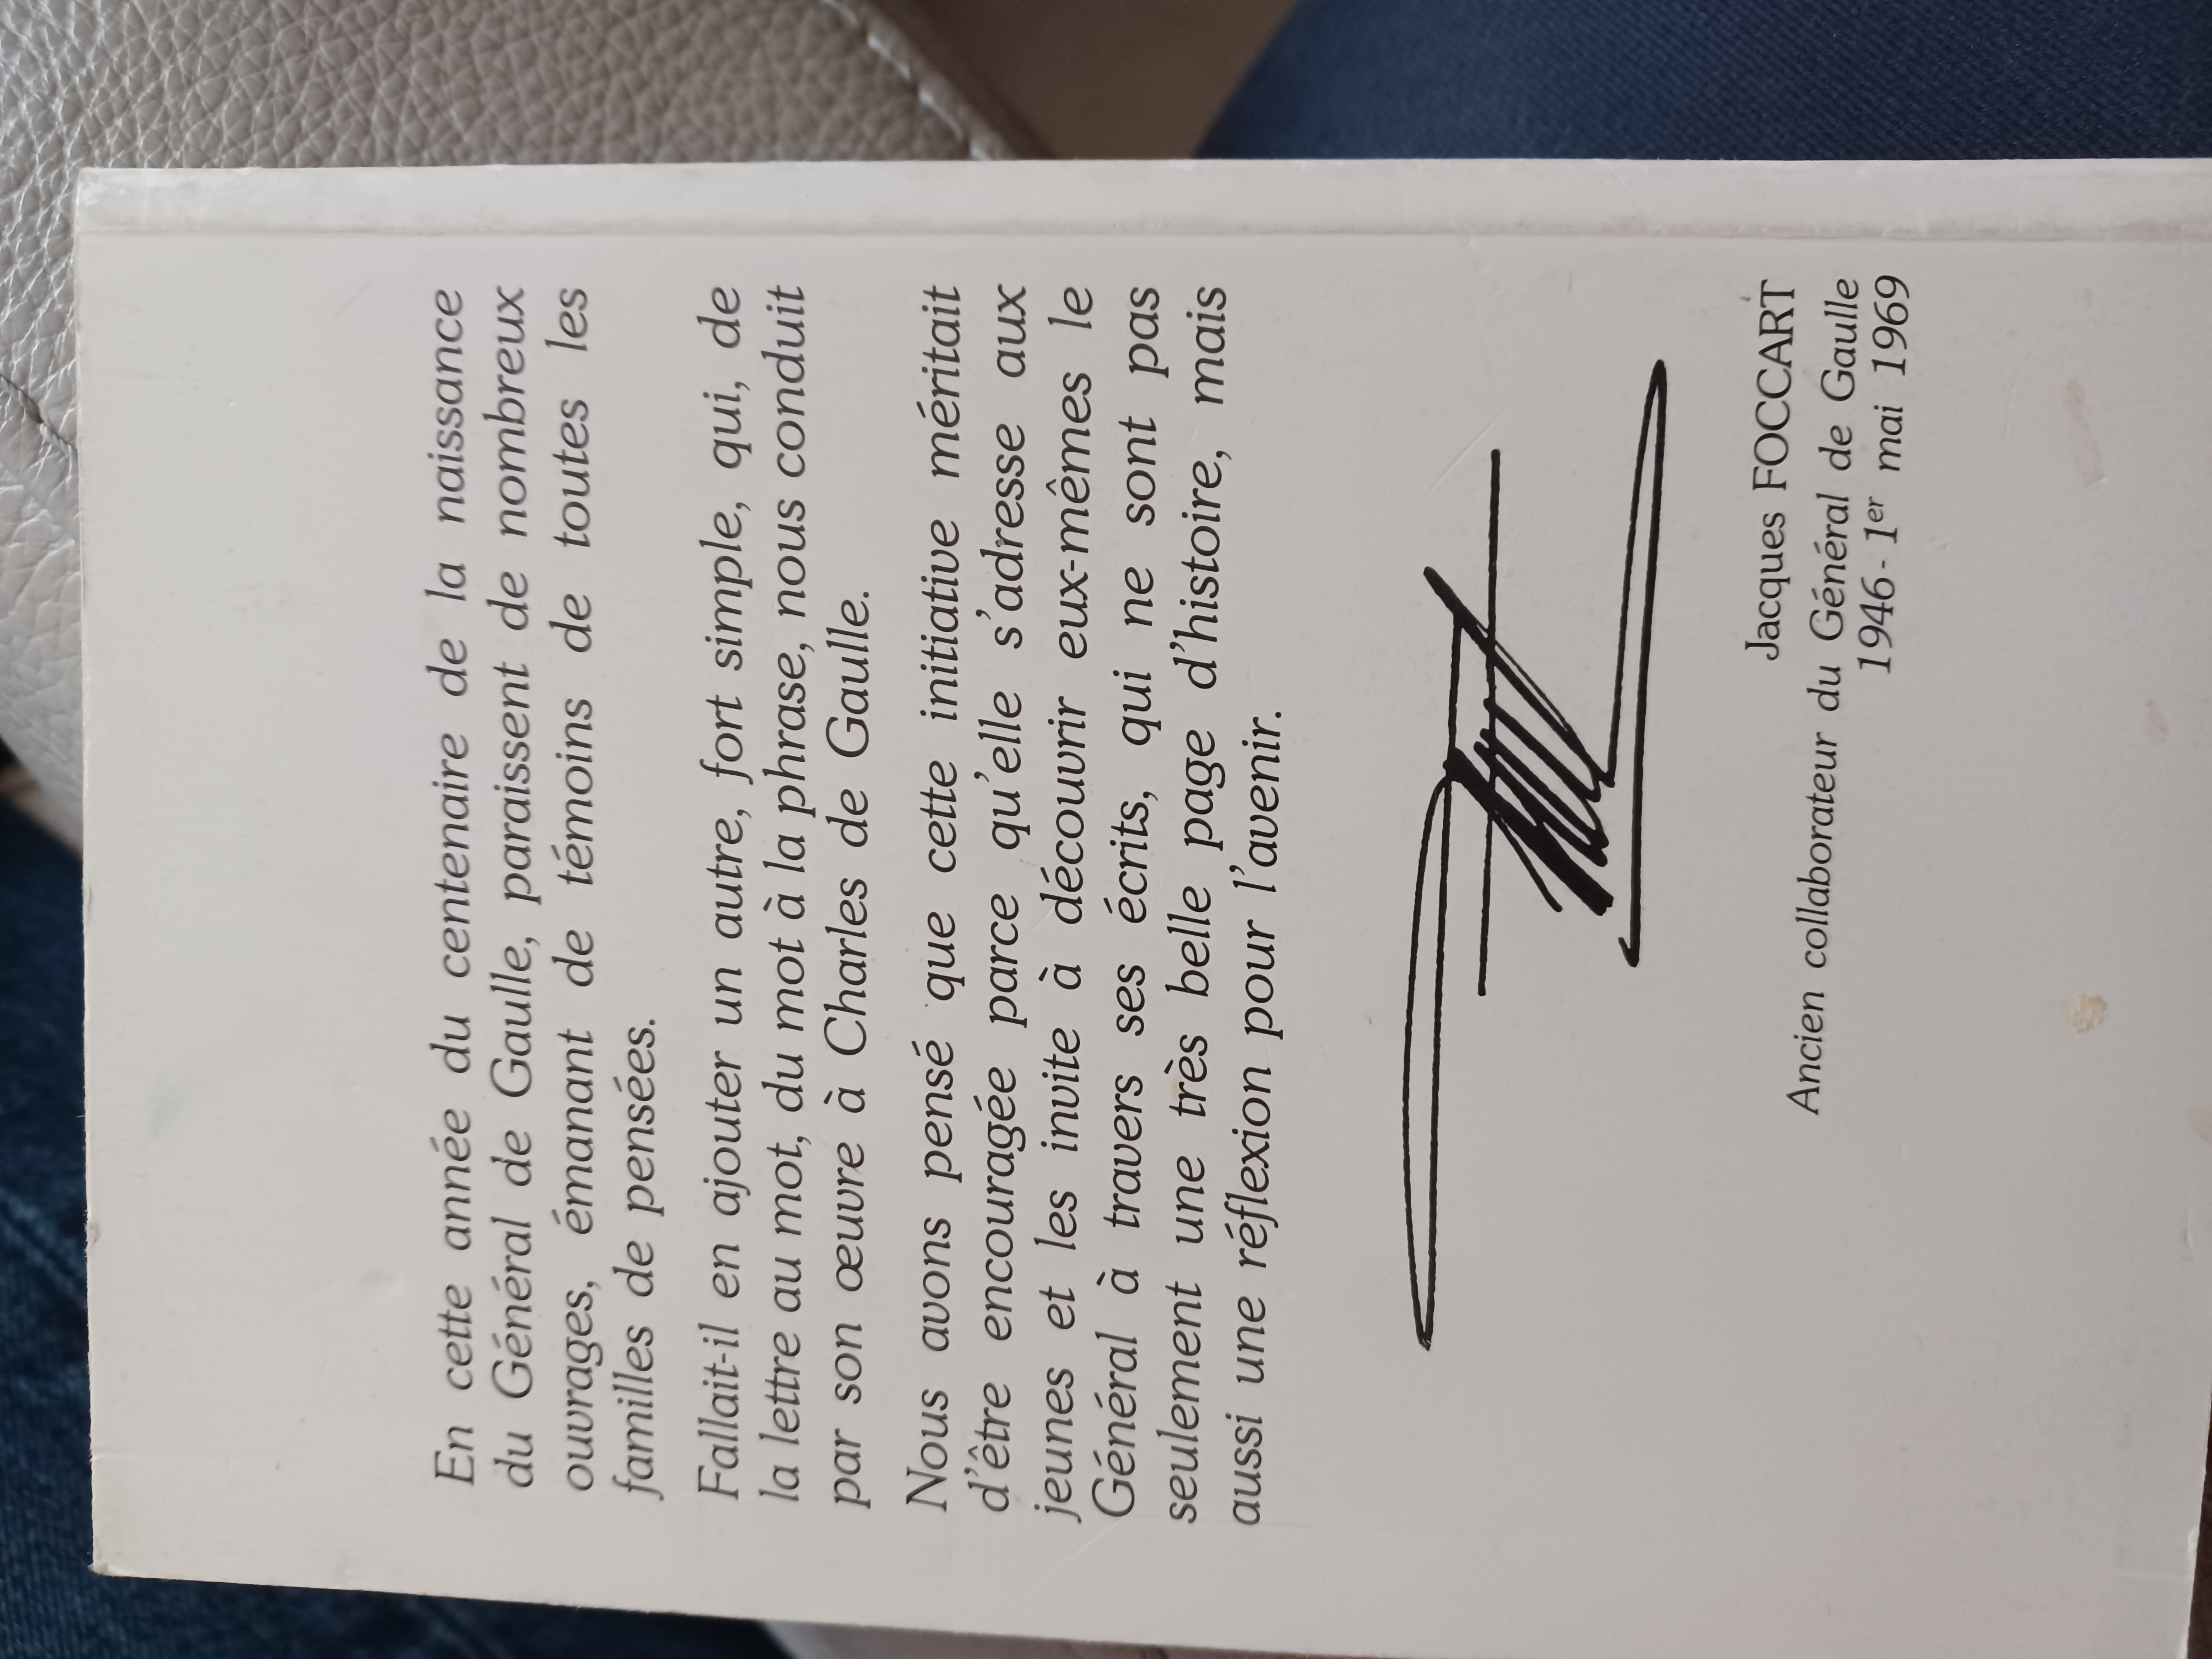 En cette année du centenaire de la naissance
du Général de Gaulle, paraissent de nombreux
ouvrages, émanant de témoins de toutes les
familles de pensées.
Fallait-il en ajouter un autre, fort simple, qui, de
la lettre au mot, du mot à la phrase, nous conduit
par son œuvre à Charles de Gaulle.
Nous avons pensé que cette initiative méritait
d'être encouragée parce qu'elle s'adresse aux
jeunes et les invite à découvrir eux-mêmes le
Général à travers ses écrits, qui ne sont pas
seulement une très belle page d'histoire, mais
aussi une réflexion pour l'avenir.
Jacques FOCCART
Ancien collaborateur du Général de Gaulle
1946 - 1er mai 1969